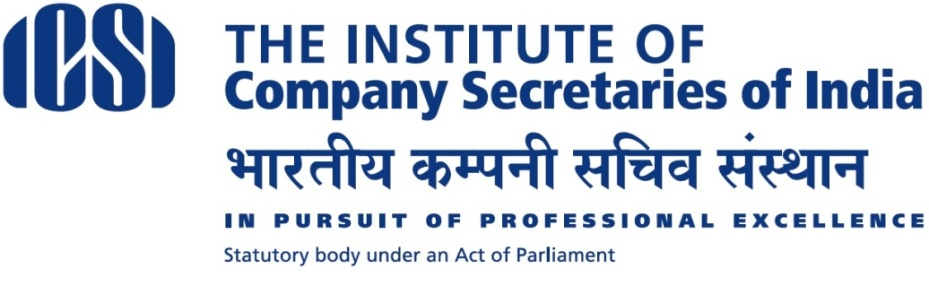 ICSI
THE INSTITUTE OF
Company Secretaries of India
भारतीय कम्पनी सचिव संस्थान
IN PURSUIT OF PROFESSIONAL EXCELLENCE
Statutory body under an Act of Parliament